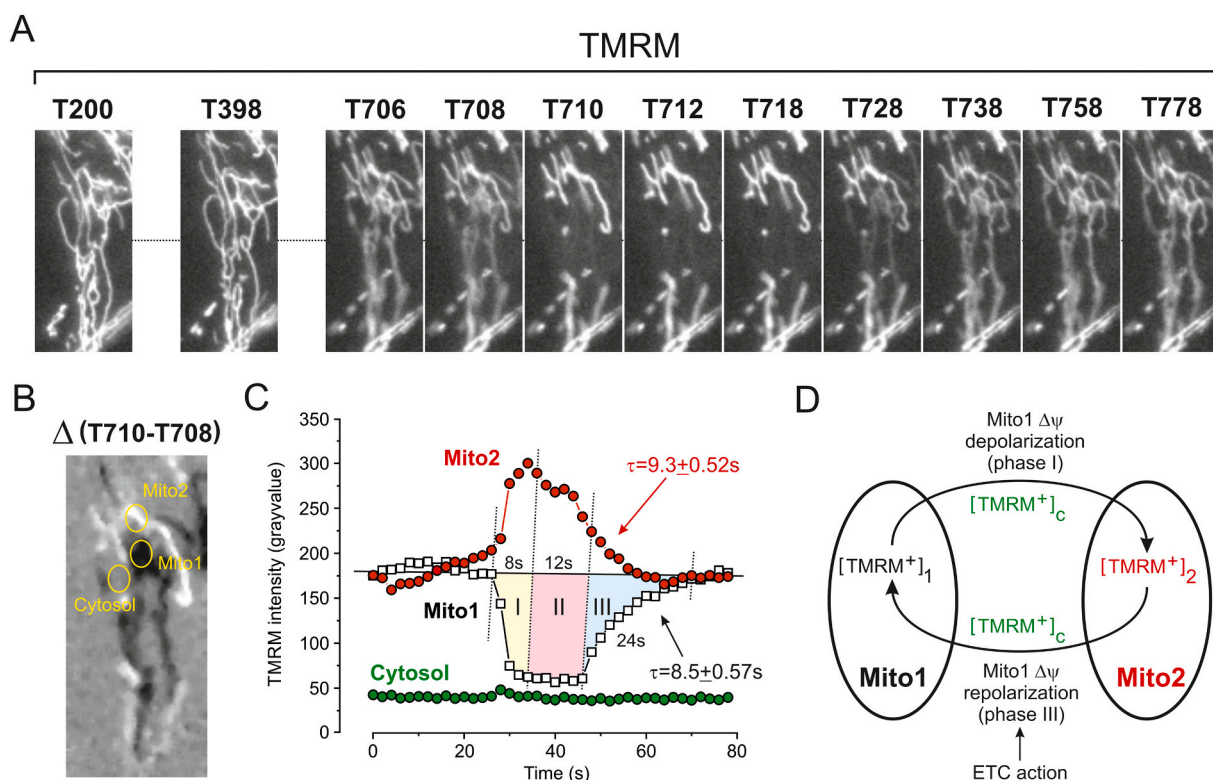 A
TMRM
T200 T398 T706 T708 T710 T712 T718 T728 T738 T758 T778
B
Δ (T710-T708)
Mito2
Mito1
Cytosol
C
TMRM intensity (grayvalue)
350
300
250
200
150
100
50
0
0 20 40 60 80
Time (s)
Mito2
τ=9.3±0.52s
8s 12s
Mito1
I II III
24s
τ=8.5±0.57s
Cytosol
D
Mito1 Δψ
depolarization
(phase I)
[TMRM⁺]c
[TMRM⁺]₁ [TMRM⁺]₂
[TMRM⁺]c
Mito1 Mito2
Mito1 Δψ
repolarization
(phase III)
ETC action